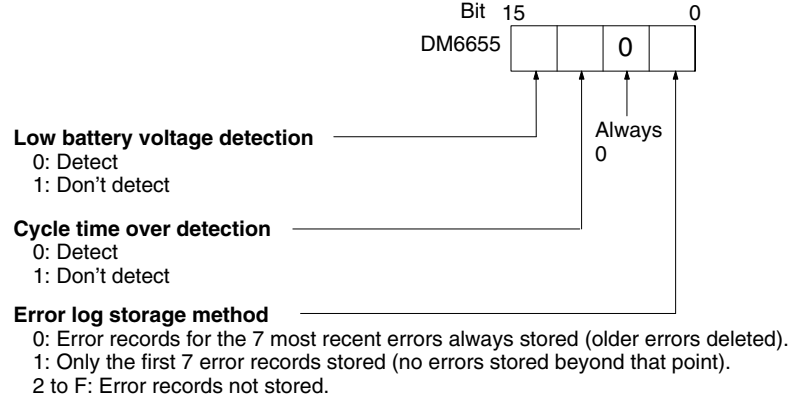 Bit 15 0
DM6655 0
Always
0
Low battery voltage detection
0: Detect
1: Don't detect
Cycle time over detection
0: Detect
1: Don't detect
Error log storage method
0: Error records for the 7 most recent errors always stored (older errors deleted).
1: Only the first 7 error records stored (no errors stored beyond that point).
2 to F: Error records not stored.